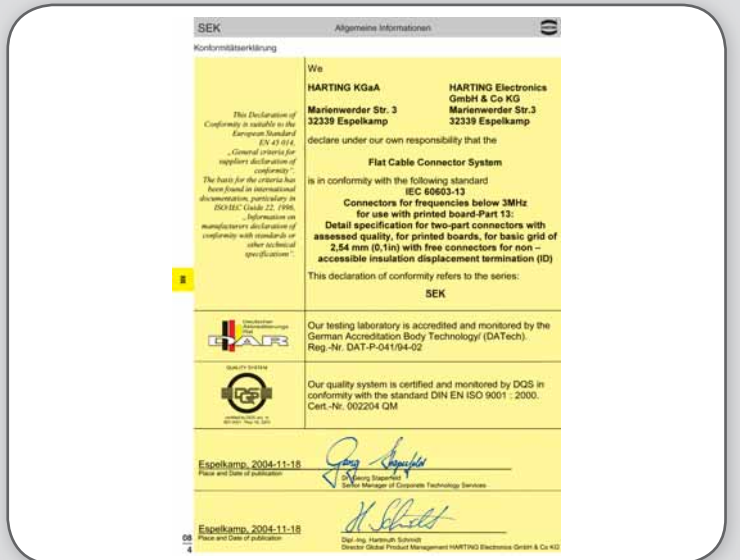 SEK
Allgemeine Informationen
HARTING
Konformitätserklärung
This Declaration of
Conformity is suitable to the
European Standard
EN 45 014,
„General criteria for
suppliers declaration of
conformity“.
The basis for the criteria has
been found in international
documentation, particulary in
ISO/IEC Guide 22, 1996,
„Information on
manufacturers declaration of
conformity with standards or
other technical
specifications“.
We
HARTING KGaA
Marienwerder Str. 3
32339 Espelkamp
HARTING Electronics
GmbH & Co KG
Marienwerder Str.3
32339 Espelkamp
declare under our own responsibility that the
Flat Cable Connector System
is in conformity with the following standard
IEC 60603-13
Connectors for frequencies below 3MHz
for use with printed board-Part 13:
Detail specification for two-part connectors with
assessed quality, for printed boards, for basic grid of
2,54 mm (0,1in) with free connectors for non –
accessible insulation displacement termination (ID)
This declaration of conformity refers to the series:
SEK
Deutscher
Akkreditierungs
Rat
DAR
Our testing laboratory is accredited and monitored by the
German Accreditation Body Technology/ (DATech).
Reg.-Nr. DAT-P-041/94-02
QUALITY SYSTEM
DQS
Our quality system is certified and monitored by DQS in
conformity with the standard DIN EN ISO 9001 : 2000.
Cert.-Nr. 002204 QM
Espelkamp, 2004-11-18
Place and Date of publication
Dr. Georg Staperfeld
Senior Manager of Corporate Technology Services
Espelkamp, 2004-11-18
Place and Date of publication
Dipl.-Ing. Hartmuth Schmidt
Director Global Product Management HARTING Electronics GmbH & Co KG
08
4